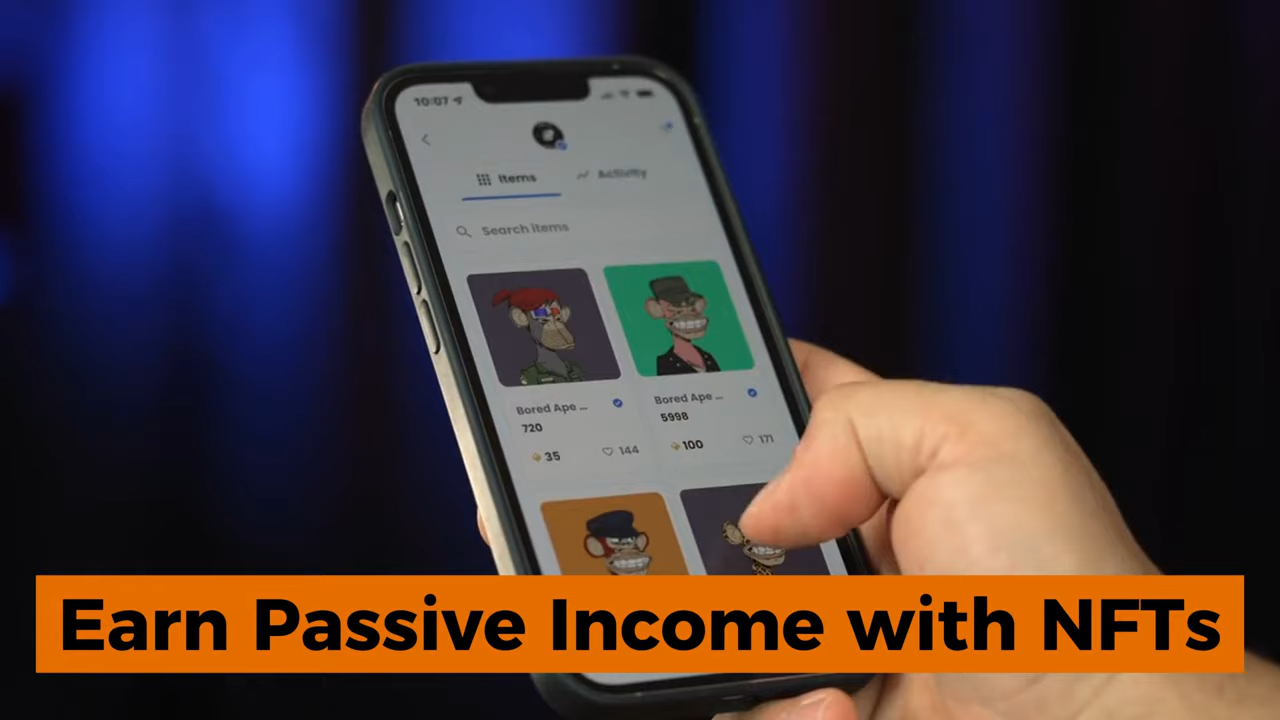 10:07
Items Activity
Search items
Bored Ape ... Bored Ape ...
720 5998
35 144 100 171
Earn Passive Income with NFTs